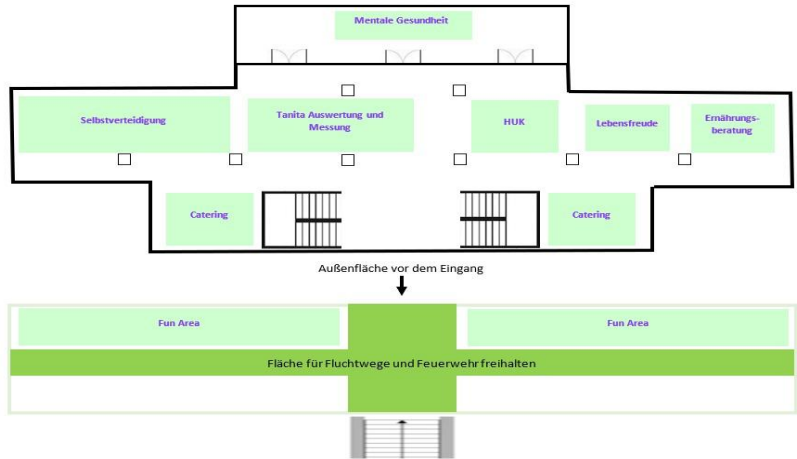 Mentale Gesundheit
Selbstverteidigung
Tanita Auswertung und
Messung
HUK
Lebensfreude
Ernährungs-
beratung
Catering
Catering
Außenfläche vor dem Eingang
Fun Area
Fun Area
Fläche für Fluchtwege und Feuerwehr freihalten